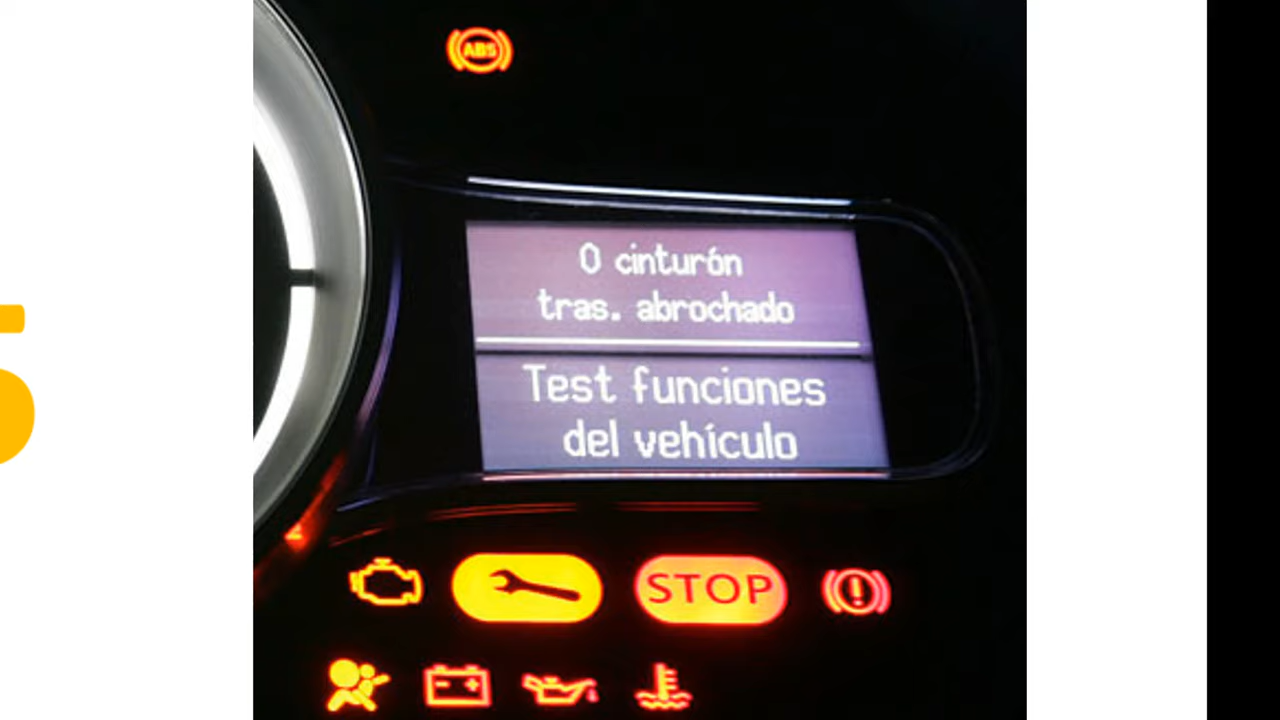 ABS
0 cinturón
tras. abrochado
Test funciones
del vehículo
STOP